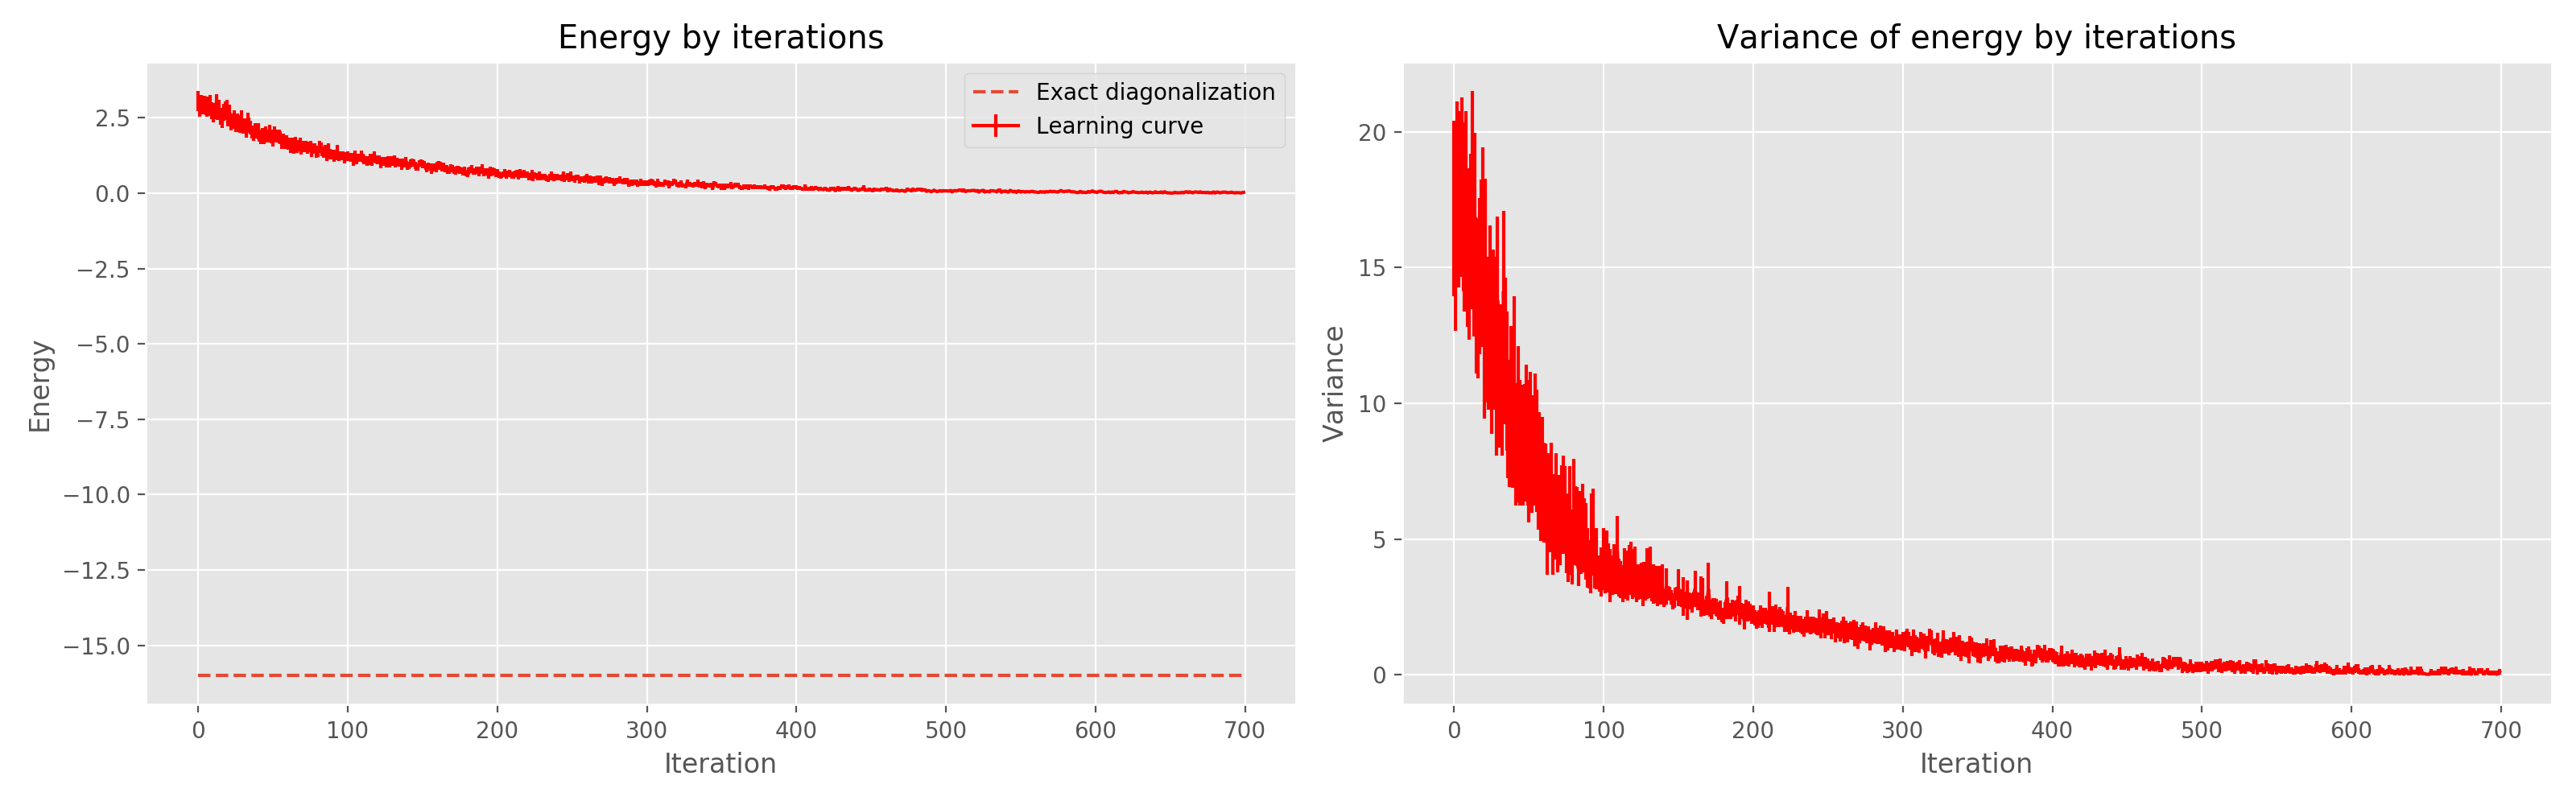 Energy by iterations
Exact diagonalization
Learning curve
2.5
0.0
−2.5
−5.0
−7.5
−10.0
−12.5
−15.0
Energy
0 100 200 300 400 500 600 700
Iteration
Variance of energy by iterations
20
15
10
5
0
Variance
0 100 200 300 400 500 600 700
Iteration